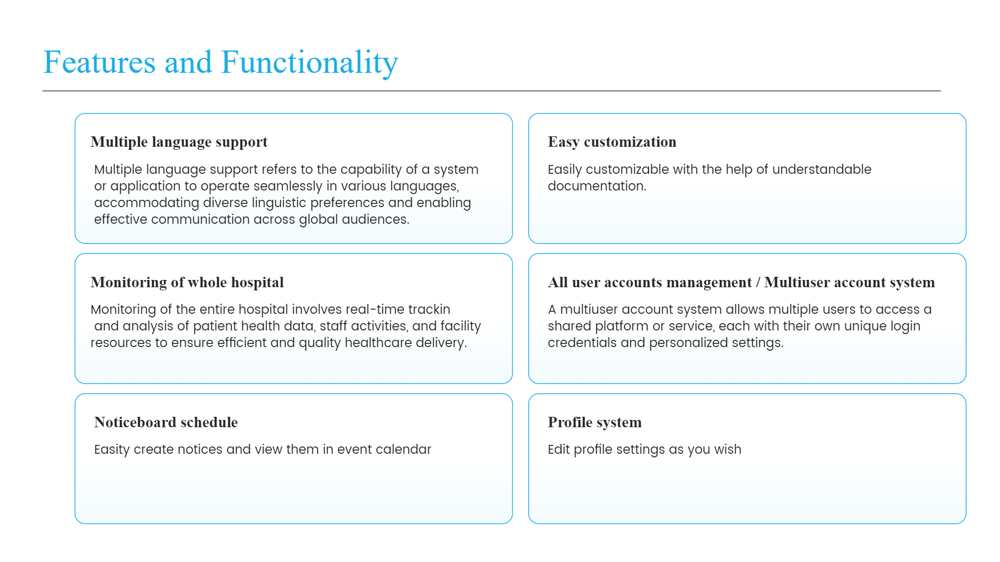 Features and Functionality
Multiple language support
Multiple language support refers to the capability of a system
or application to operate seamlessly in various languages,
accommodating diverse linguistic preferences and enabling
effective communication across global audiences.
Easy customization
Easily customizable with the help of understandable
documentation.
Monitoring of whole hospital
Monitoring of the entire hospital involves real-time trackin
and analysis of patient health data, staff activities, and facility
resources to ensure efficient and quality healthcare delivery.
All user accounts management / Multiuser account system
A multiuser account system allows multiple users to access a
shared platform or service, each with their own unique login
credentials and personalized settings.
Noticeboard schedule
Easity create notices and view them in event calendar
Profile system
Edit profile settings as you wish